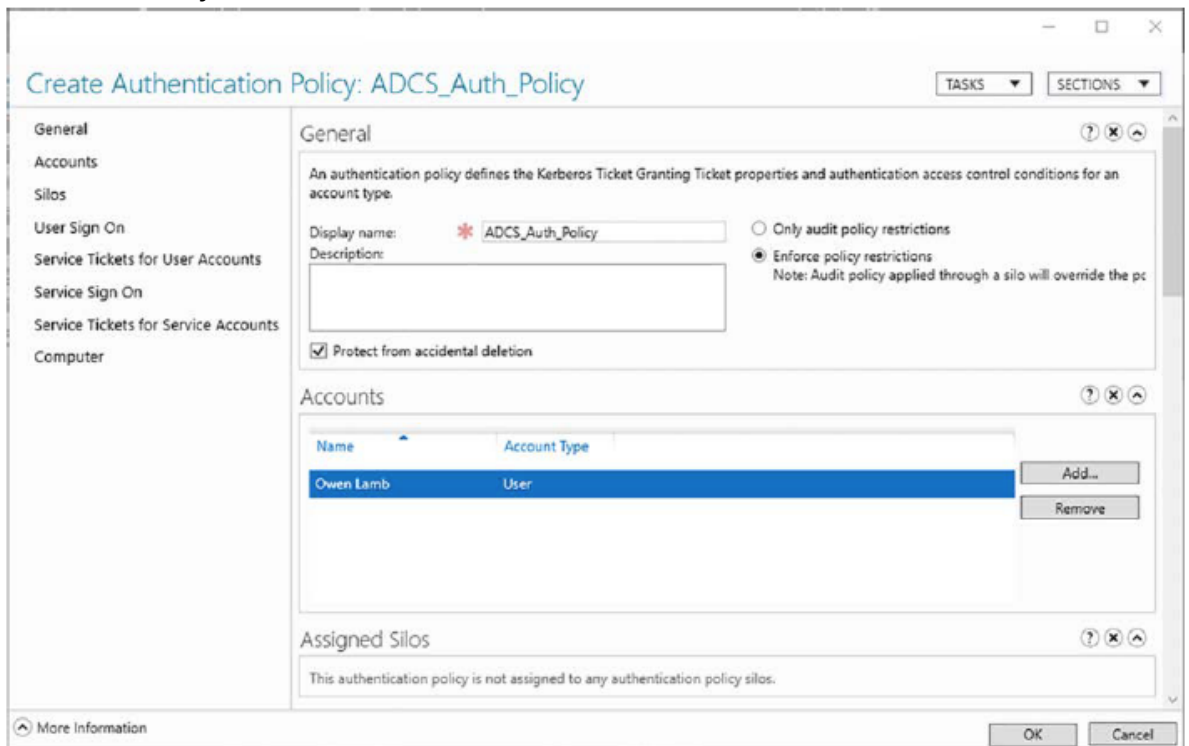 Create Authentication Policy: ADCS_Auth_Policy
TASKS
SECTIONS
General
Accounts
Silos
User Sign On
Service Tickets for User Accounts
Service Sign On
Service Tickets for Service Accounts
Computer
General
An authentication policy defines the Kerberos Ticket Granting Ticket properties and authentication access control conditions for an
account type.
Display name: * ADCS_Auth_Policy
Description:
Only audit policy restrictions
Enforce policy restrictions
Note: Audit policy applied through a silo will override the pc
Protect from accidental deletion
Accounts
Name Account Type
Owen Lamb User
Add...
Remove
Assigned Silos
This authentication policy is not assigned to any authentication policy silos.
More Information
OK Cancel